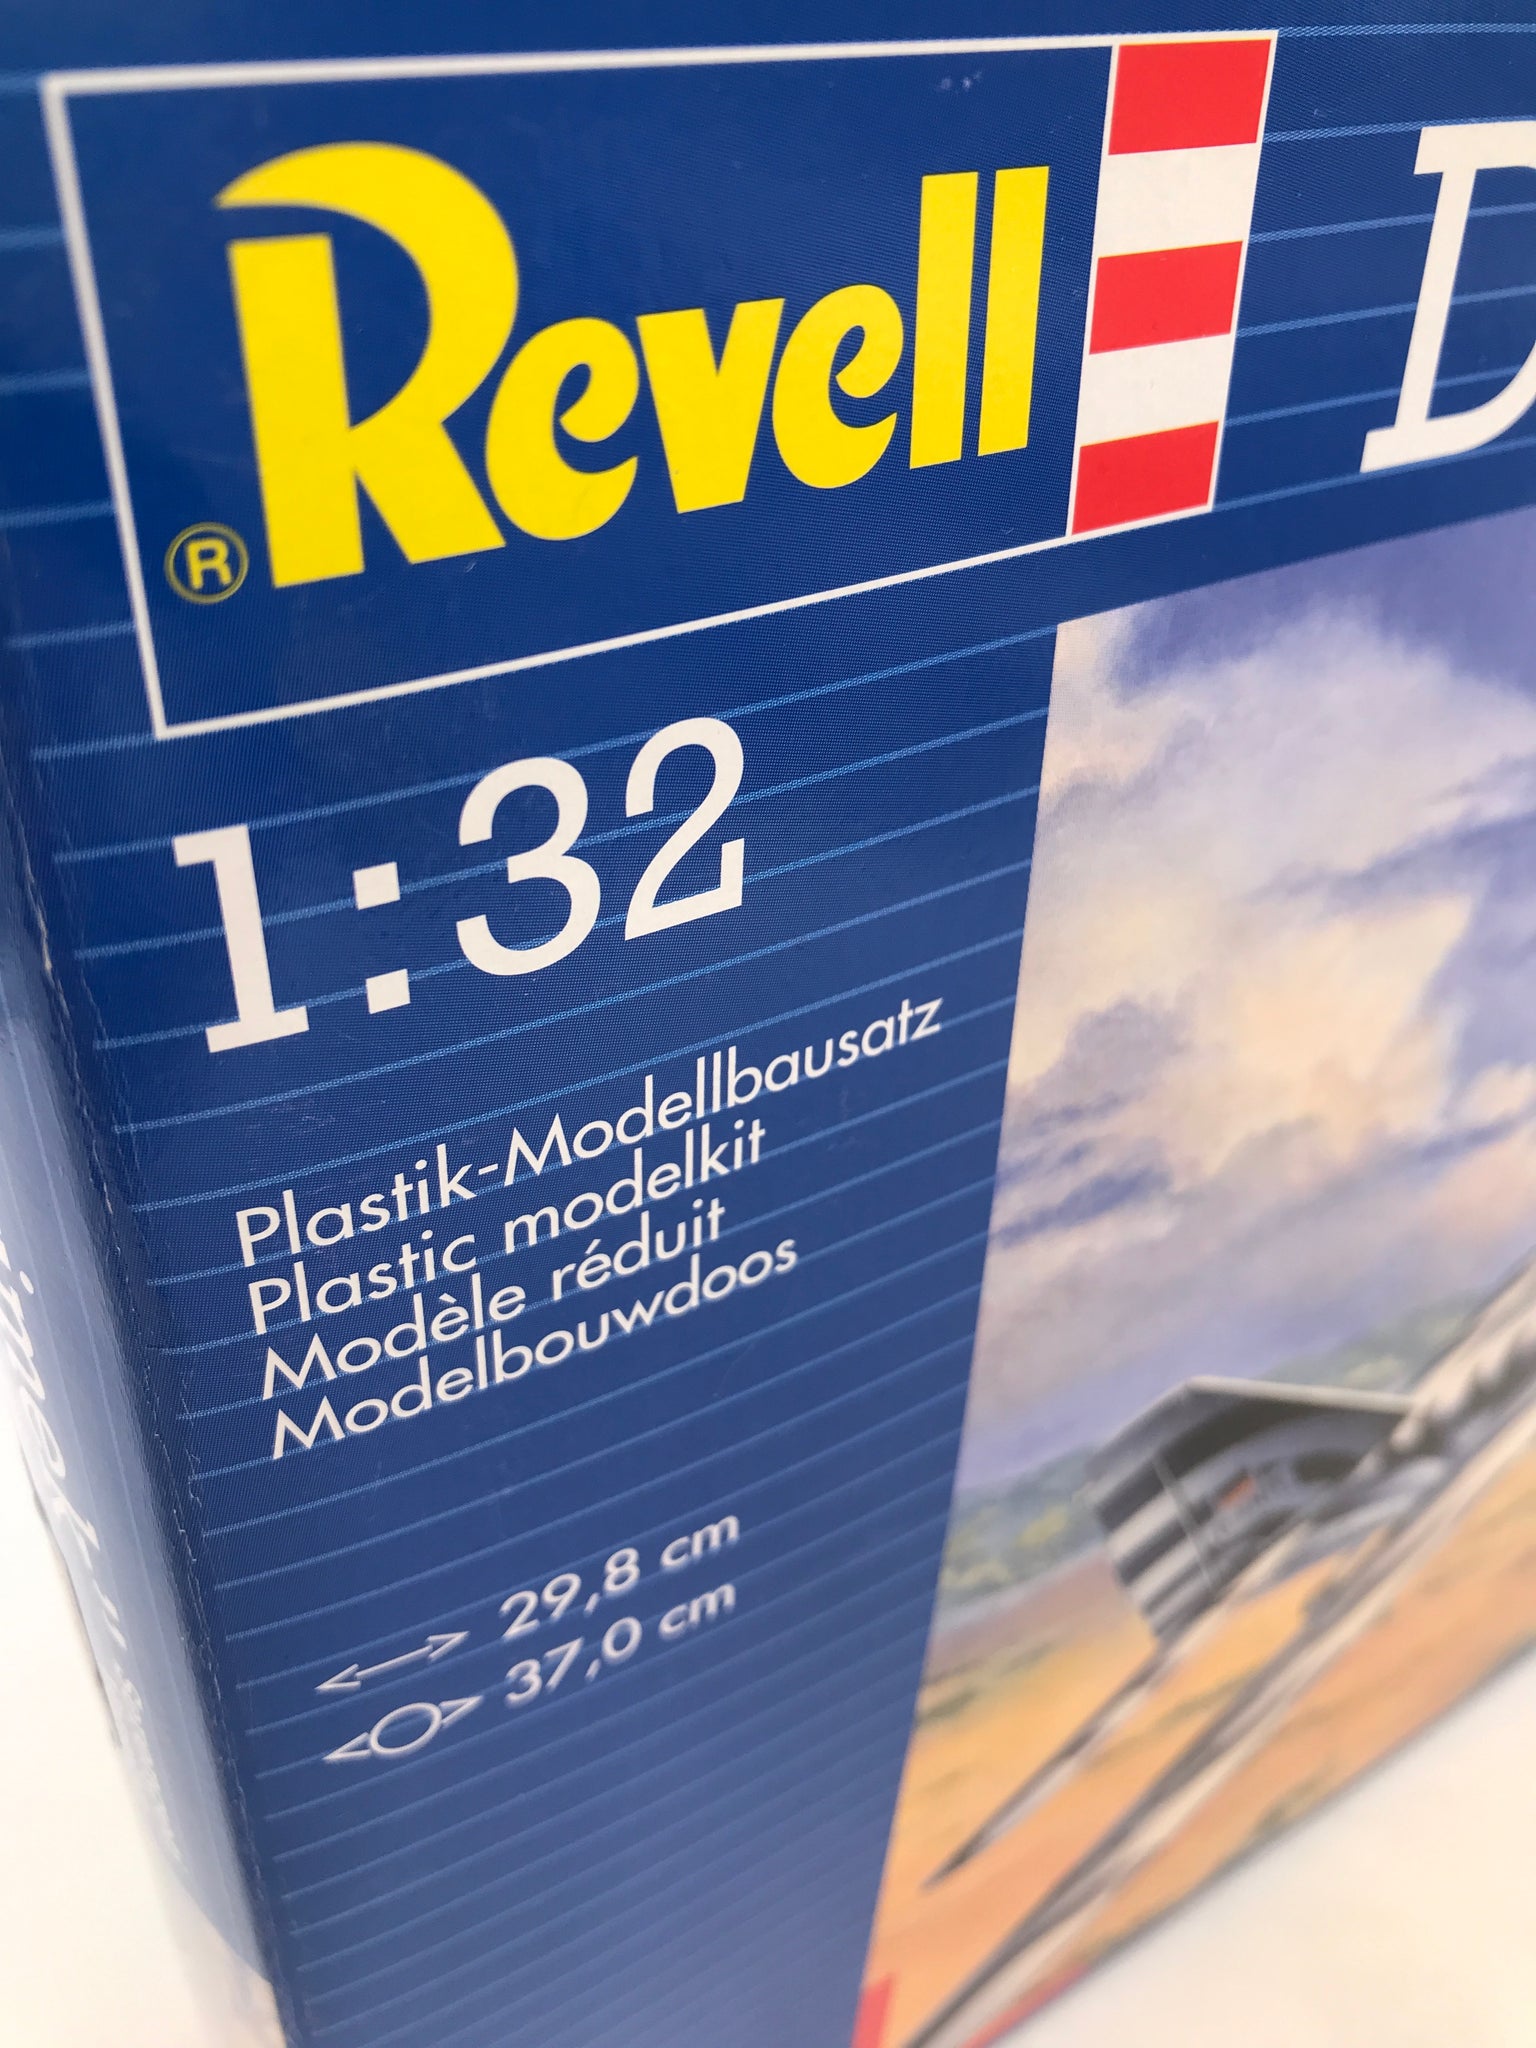 Revell
®
D
1:32
Plastik-Modellbausatz
Plastic modelkit
Modèle réduit
Modelbouwdoos
29,8 cm
37,0 cm